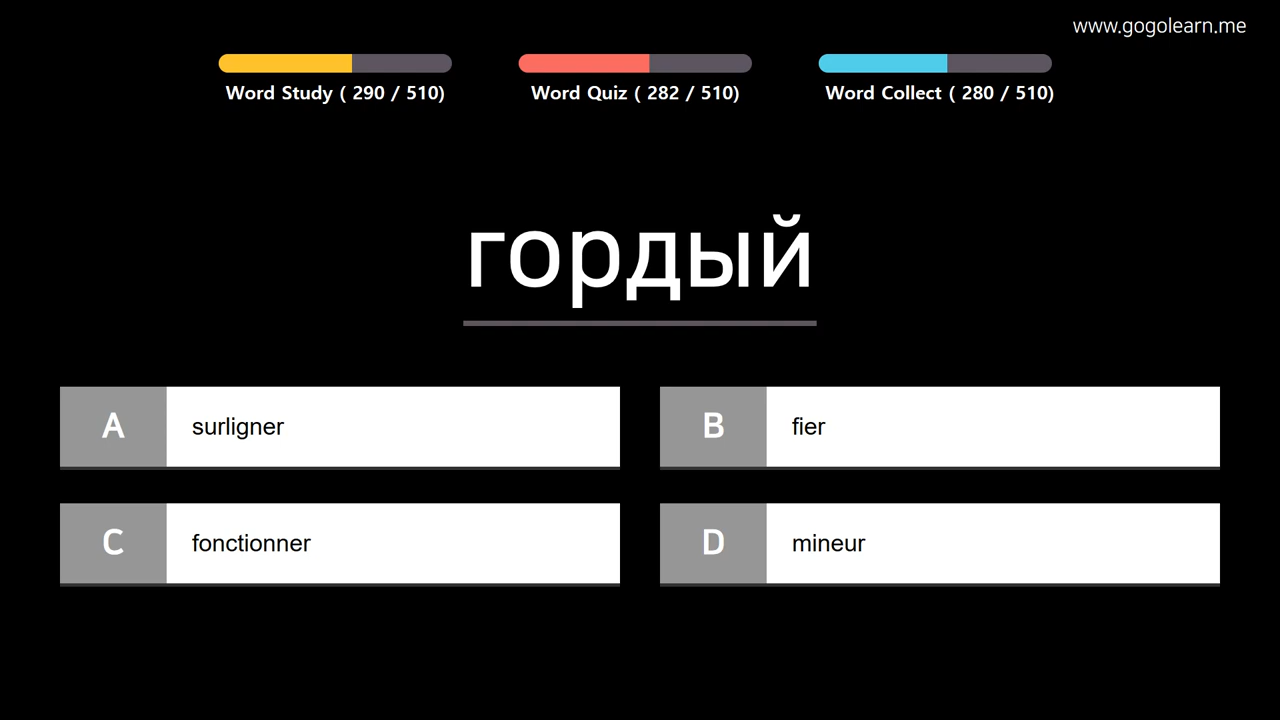 www.gogolearn.me
Word Study ( 290 / 510)
Word Quiz ( 282 / 510)
Word Collect ( 280 / 510)
гордый
A surligner
B fier
C fonctionner
D mineur